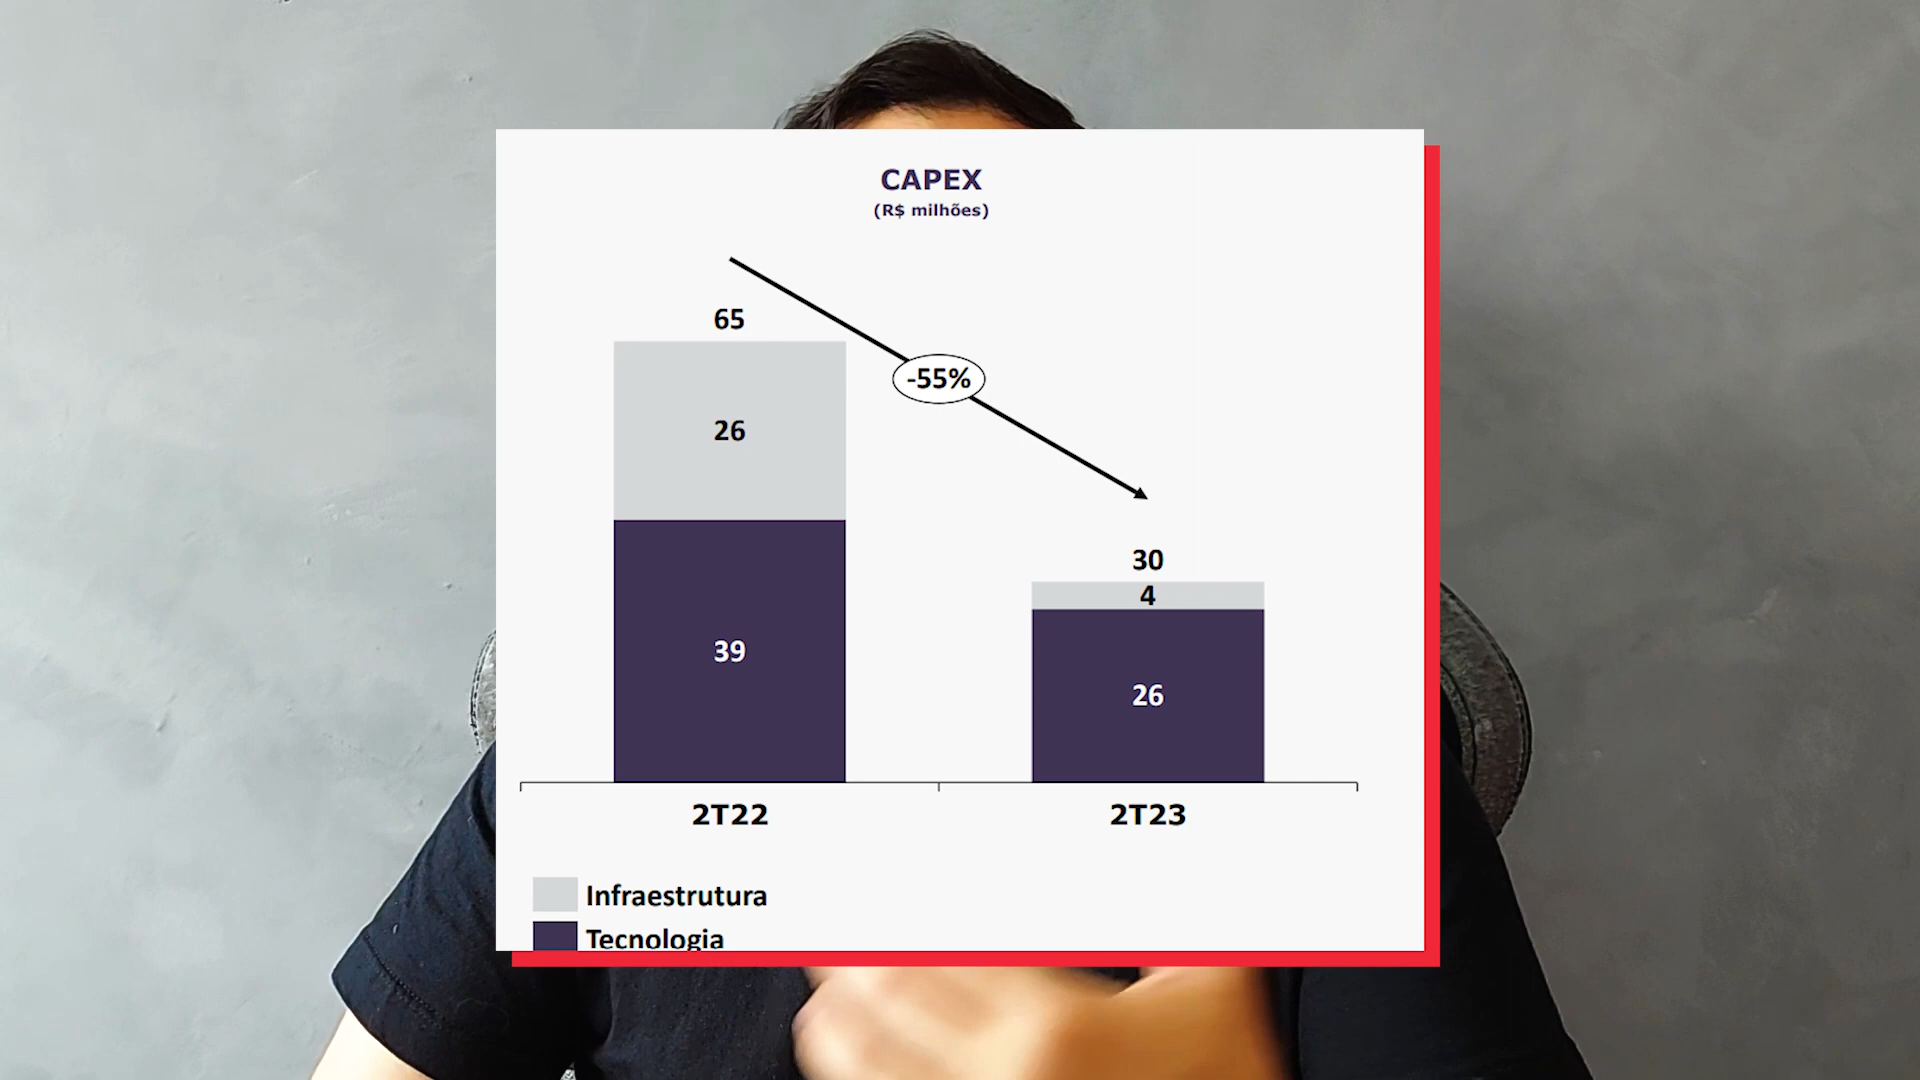 CAPEX
(R$ milhões)
65
-55%
26
39
30
4
26
2T22
2T23
Infraestrutura
Tecnologia